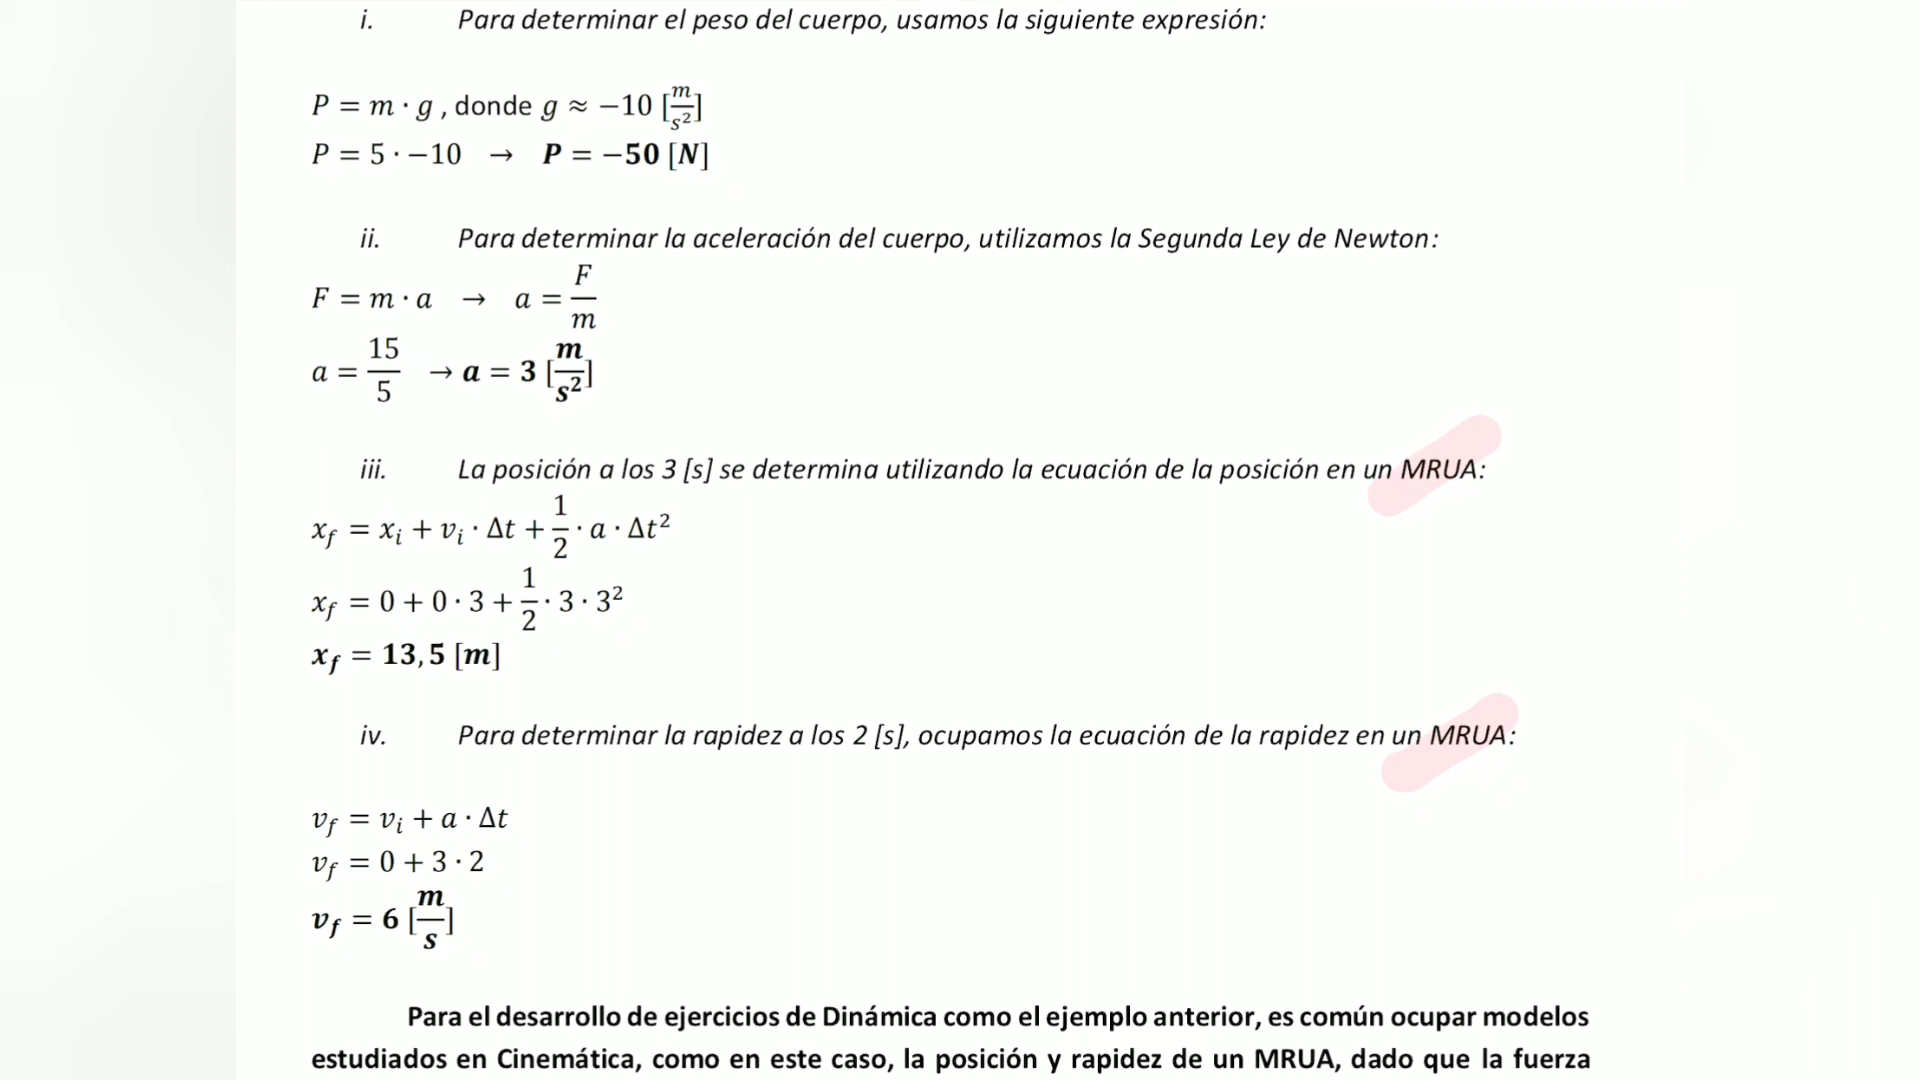 i. Para determinar el peso del cuerpo, usamos la siguiente expresión:
P = m · g , donde g ≈ −10 [m/s²]
P = 5 · −10 → P = −50 [N]
ii. Para determinar la aceleración del cuerpo, utilizamos la Segunda Ley de Newton:
F = m · a → a = F/m
a = 15/5 → a = 3 [m/s²]
iii. La posición a los 3 [s] se determina utilizando la ecuación de la posición en un MRUA:
x_f = x_i + v_i · Δt + 1/2 · a · Δt²
x_f = 0 + 0 · 3 + 1/2 · 3 · 3²
x_f = 13,5 [m]
iv. Para determinar la rapidez a los 2 [s], ocupamos la ecuación de la rapidez en un MRUA:
v_f = v_i + a · Δt
v_f = 0 + 3 · 2
v_f = 6 [m/s]
Para el desarrollo de ejercicios de Dinámica como el ejemplo anterior, es común ocupar modelos
estudiados en Cinemática, como en este caso, la posición y rapidez de un MRUA, dado que la fuerza